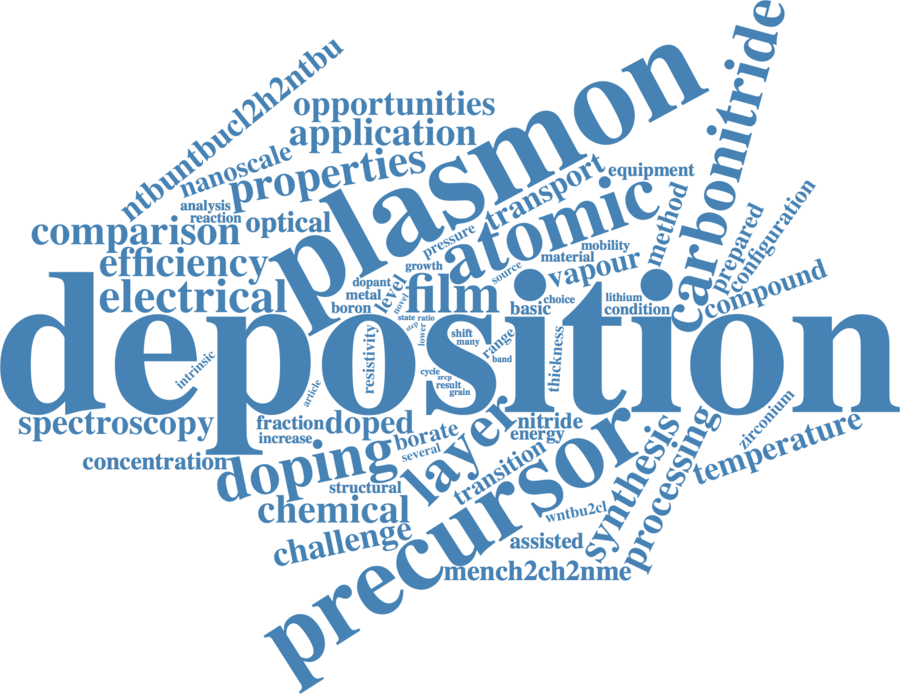 carbonitride
ntbuntbucl2h2ntbu
plasmon
opportunities
application
nanoscale
properties
transport
equipment
analysis
reaction
optical
atomic
method
comparison
pressure
mobility
material
prepared
configuration
efficiency
growth
source
vapour
compound
dopant
metal
boron
level
novel
film
basic
choice
lithium
condition
electrical
deposition
state
ratio
step
lower
shift
many
range
band
thickness
resistivity
intrinsic
article
cycle
zrcp
result
grain
spectroscopy
fraction
increase
doped
borate
several
layer
nitride
energy
transition
concentration
doping
structural
precursor
synthesis
processing
zirconium
temperature
chemical
wntbu2cl
challenge
assisted
mench2ch2nme